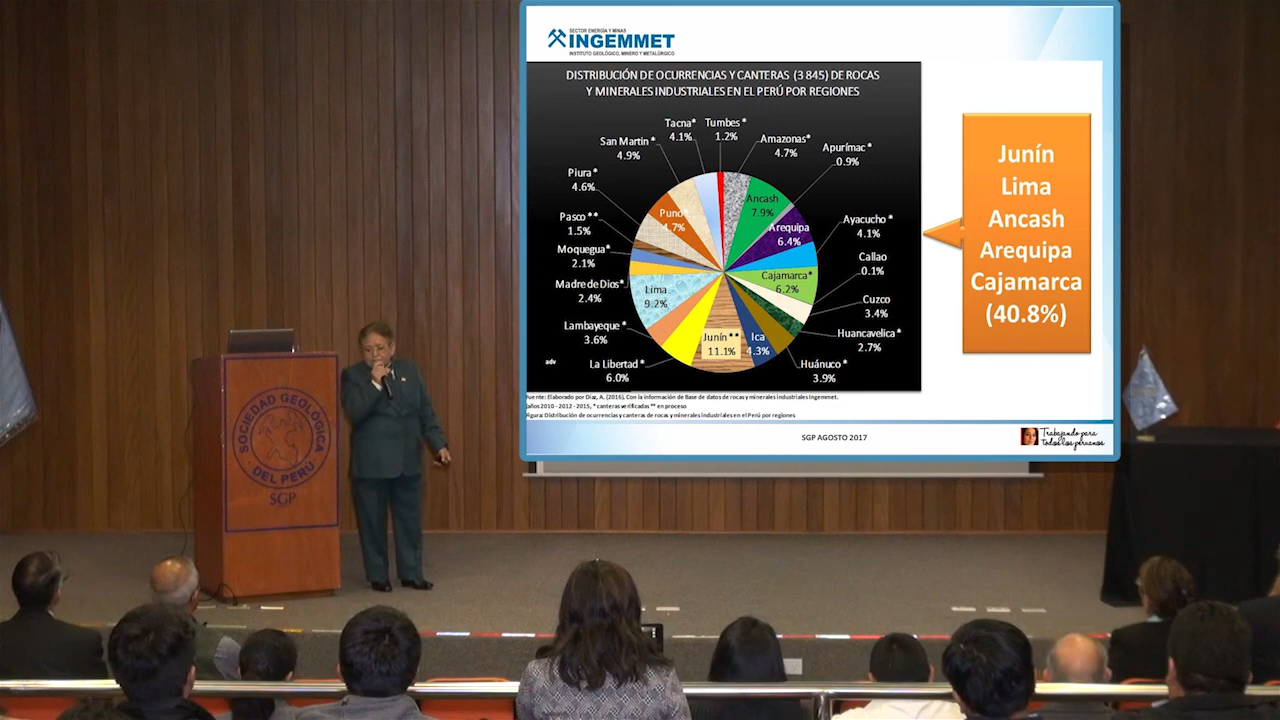 SECTOR ENERGÍA Y MINAS
INGEMMET
INSTITUTO GEOLÓGICO, MINERO Y METALÚRGICO
DISTRIBUCIÓN DE OCURRENCIAS Y CANTERAS (3 845) DE ROCAS
Y MINERALES INDUSTRIALES EN EL PERÚ POR REGIONES
Tumbes *
1.2%
Amazonas*
4.7%
Apurímac *
0.9%
Ancash
7.9%
Arequipa
6.4%
Ayacucho *
4.1%
Callao
0.1%
Cajamarca*
6.2%
Cuzco
3.4%
Huancavelica *
2.7%
Huánuco *
3.9%
Ica
4.3%
Junín **
11.1%
La Libertad *
6.0%
Lambayeque *
3.6%
Lima
9.2%
Madre de Dios*
2.4%
Moquegua*
2.1%
Pasco **
1.5%
Piura *
4.6%
Puno*
4.7%
San Martin *
4.9%
Tacna*
4.1%
adv
Junín
Lima
Ancash
Arequipa
Cajamarca
(40.8%)
Fuente: Elaborado por Díaz, A. (2016). Con la información de Base de datos de rocas y minerales industriales Ingemmet.
(años 2010 - 2012 - 2015, * canteras verificadas ** en proceso
Figura: Distribución de ocurrencias y canteras de rocas y minerales industriales en el Perú por regiones
SGP AGOSTO 2017
Trabajando para
todos los peruanos
SOCIEDAD GEOLÓGICA
DEL PERU
SGP